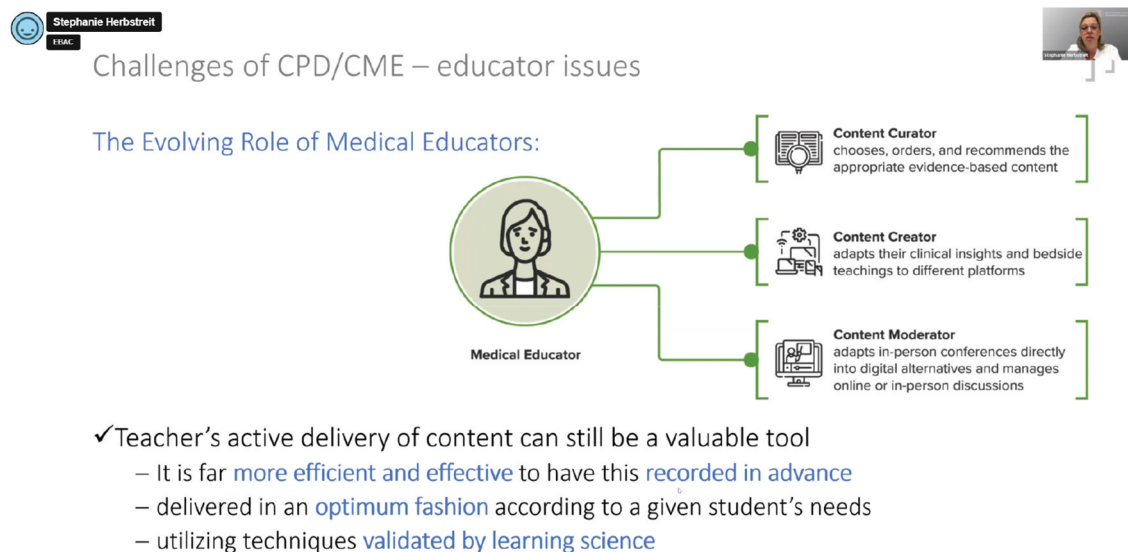 Stephanie Herbstreit
EBAC
Stephanie Herbstreit
Challenges of CPD/CME – educator issues
The Evolving Role of Medical Educators:
Medical Educator
Content Curator
chooses, orders, and recommends the
appropriate evidence-based content
Content Creator
adapts their clinical insights and bedside
teachings to different platforms
Content Moderator
adapts in-person conferences directly
into digital alternatives and manages
online or in-person discussions
✓Teacher's active delivery of content can still be a valuable tool
– It is far more efficient and effective to have this recorded in advance
– delivered in an optimum fashion according to a given student's needs
– utilizing techniques validated by learning science